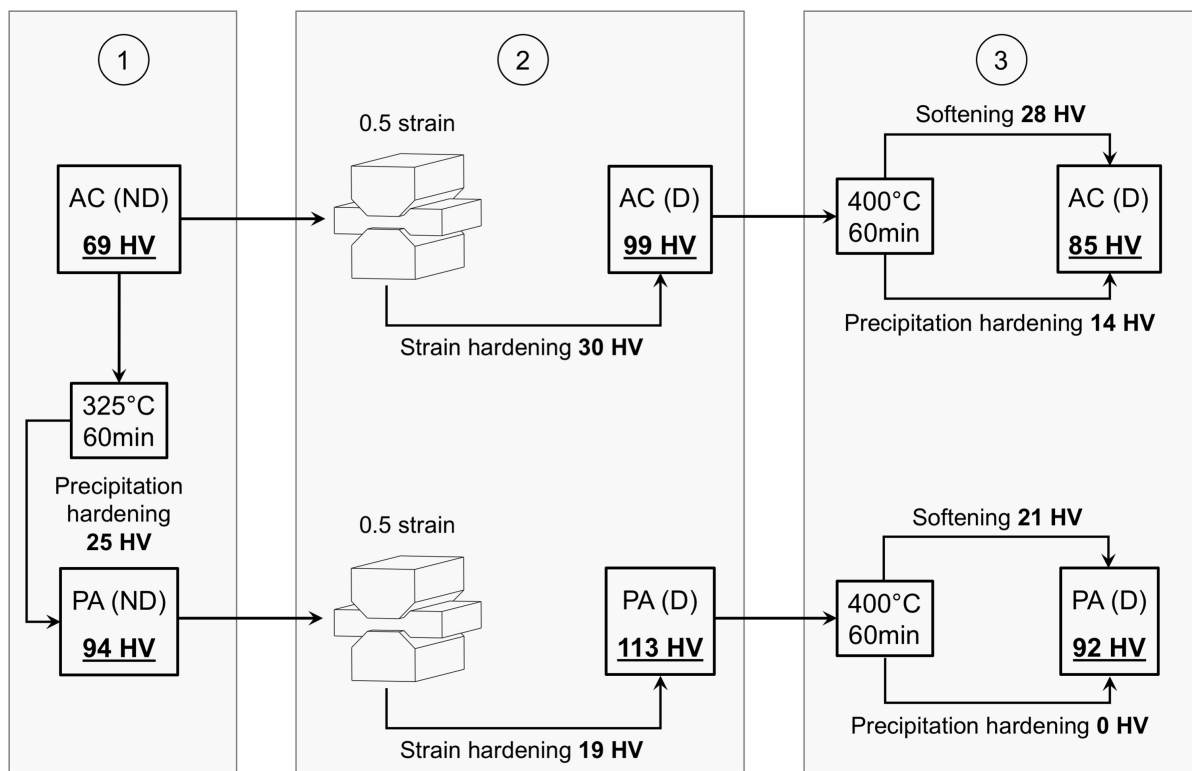 1
AC (ND)
69 HV
325°C
60min
Precipitation
hardening
25 HV
PA (ND)
94 HV
2
0.5 strain
AC (D)
99 HV
Strain hardening 30 HV
0.5 strain
PA (D)
113 HV
Strain hardening 19 HV
3
Softening 28 HV
400°C
60min
AC (D)
85 HV
Precipitation hardening 14 HV
Softening 21 HV
400°C
60min
PA (D)
92 HV
Precipitation hardening 0 HV